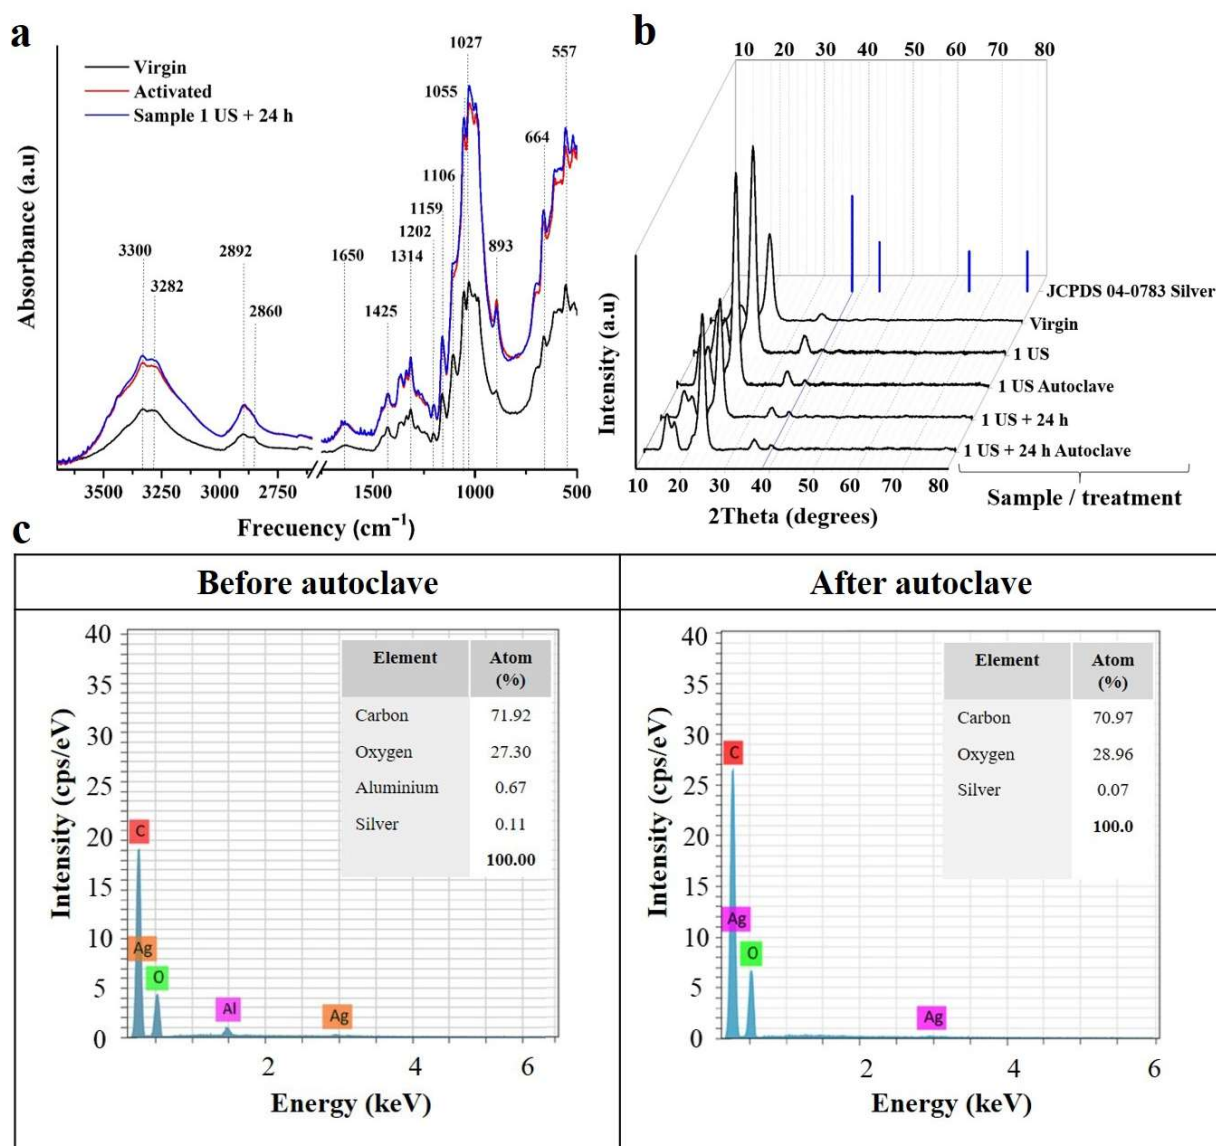 a
Virgin
Activated
Sample 1 US + 24 h
1027
1055
557
664
1106
1159
1202
893
1314
1650
1425
3300
3282
2892
2860
Absorbance (a.u)
3500 3250 3000 2750 1500 1000 500
Frecuency (cm⁻¹)
b
10 20 30 40 50 60 70 80
JCPDS 04-0783 Silver
Virgin
1 US
1 US Autoclave
1 US + 24 h
1 US + 24 h Autoclave
Intensity (a.u)
10 20 30 40 50 60 70 80
2Theta (degrees)
Sample / treatment
c
Before autoclave
After autoclave
40
35
30
25
20
15
10
5
0
Intensity (cps/eV)
Element Atom (%)
Carbon 71.92
Oxygen 27.30
Aluminium 0.67
Silver 0.11
100.00
C
Ag
O
Al
Ag
2 4 6
Energy (keV)
40
35
30
25
20
15
10
5
0
Intensity (cps/eV)
Element Atom (%)
Carbon 70.97
Oxygen 28.96
Silver 0.07
100.0
C
Ag
O
Ag
2 4 6
Energy (keV)